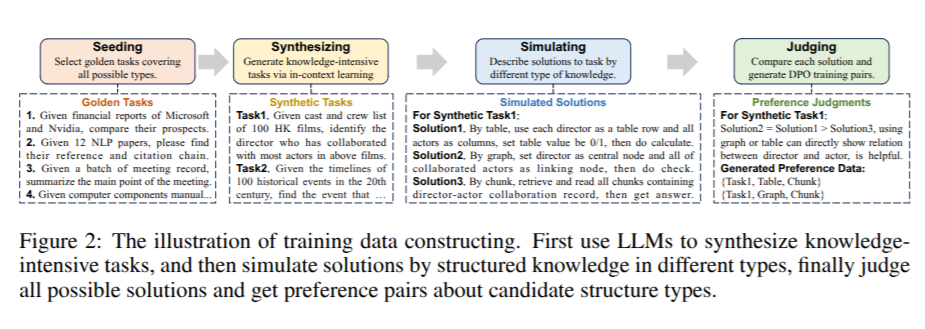 Seeding
Select golden tasks covering
all possible types.
Synthesizing
Generate knowledge-intensive
tasks via in-context learning
Simulating
Describe solutions to task by
different type of knowledge.
Judging
Compare each solution and
generate DPO training pairs.
Golden Tasks
1. Given financial reports of Microsoft
and Nvidia, compare their prospects.
2. Given 12 NLP papers, please find
their reference and citation chain.
3. Given a batch of meeting record,
summarize the main point of the meeting.
4. Given computer components manual...
Synthetic Tasks
Task1. Given cast and crew list
of 100 HK films, identify the
director who has collaborated
with most actors in above films.
Task2. Given the timelines of
100 historical events in the 20th
century, find the event that ...
Simulated Solutions
For Synthetic Task1:
Solution1. By table, use each director as a table row and all
actors as columns, set table value be 0/1, then do calculate.
Solution2. By graph, set director as central node and all of
collaborated actors as linking node, then do check.
Solution3. By chunk, retrieve and read all chunks containing
director-actor collaboration record, then get answer.
Preference Judgments
For Synthetic Task1:
Solution2 = Solution1 > Solution3, using
graph or table can directly show relation
between director and actor, is helpful.
Generated Preference Data:
{Task1, Table, Chunk}
{Task1, Graph, Chunk}
Figure 2: The illustration of training data constructing. First use LLMs to synthesize knowledge-
intensive tasks, and then simulate solutions by structured knowledge in different types, finally judge
all possible solutions and get preference pairs about candidate structure types.